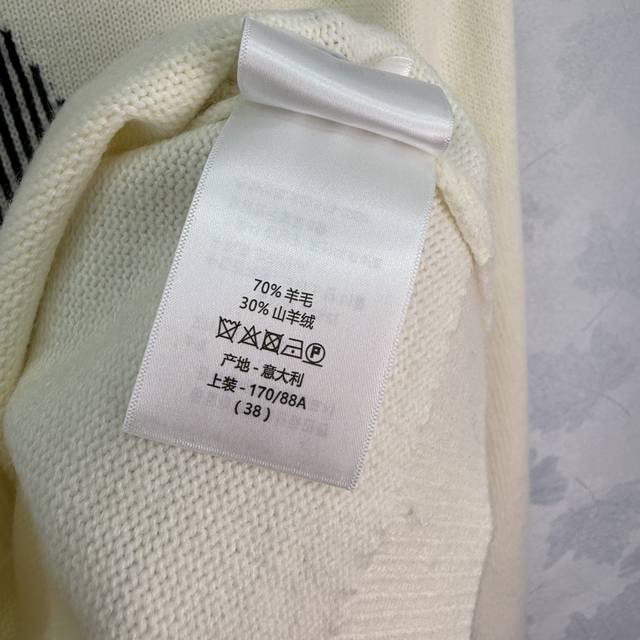 70% 羊毛
30% 山羊绒
P
产地 - 意大利
上装 - 170/88A
( 38 )